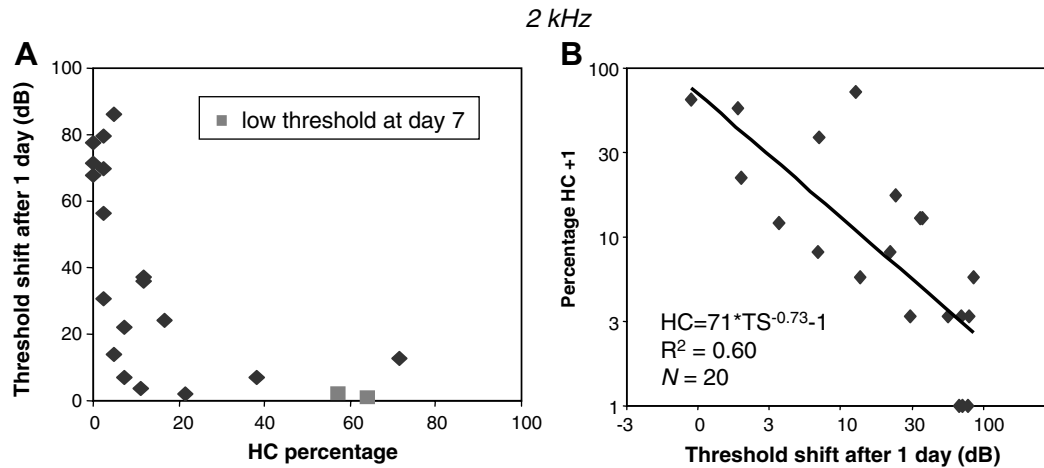 2 kHz
A
Threshold shift after 1 day (dB)
100
80
60
40
20
0
low threshold at day 7
0 20 40 60 80 100
HC percentage
B
Percentage HC +1
100
30
10
3
1
HC=71*TS-0.73-1
R2 = 0.60
N = 20
-3 0 3 10 30 100
Threshold shift after 1 day (dB)